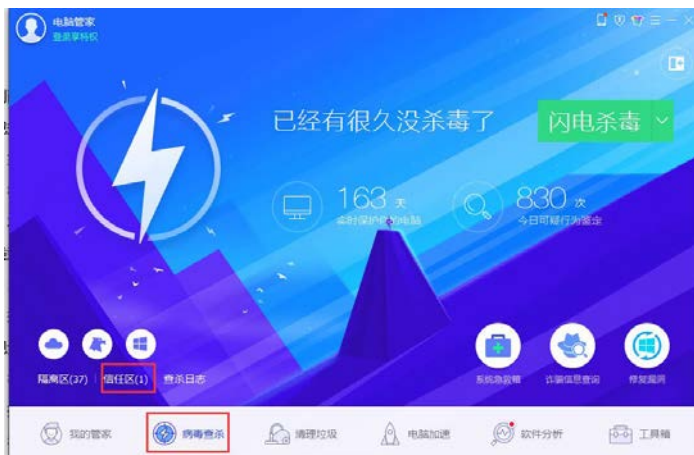 电脑管家
登录享特权
已经有很久没杀毒了
闪电杀毒
163 天
实时保护您的电脑
830 次
今日可疑行为鉴定
隔离区(37) 信任区(1) 查杀日志
系统急救箱 诈骗信息查询 修复漏洞
我的管家 病毒查杀 清理垃圾 电脑加速 软件分析 工具箱